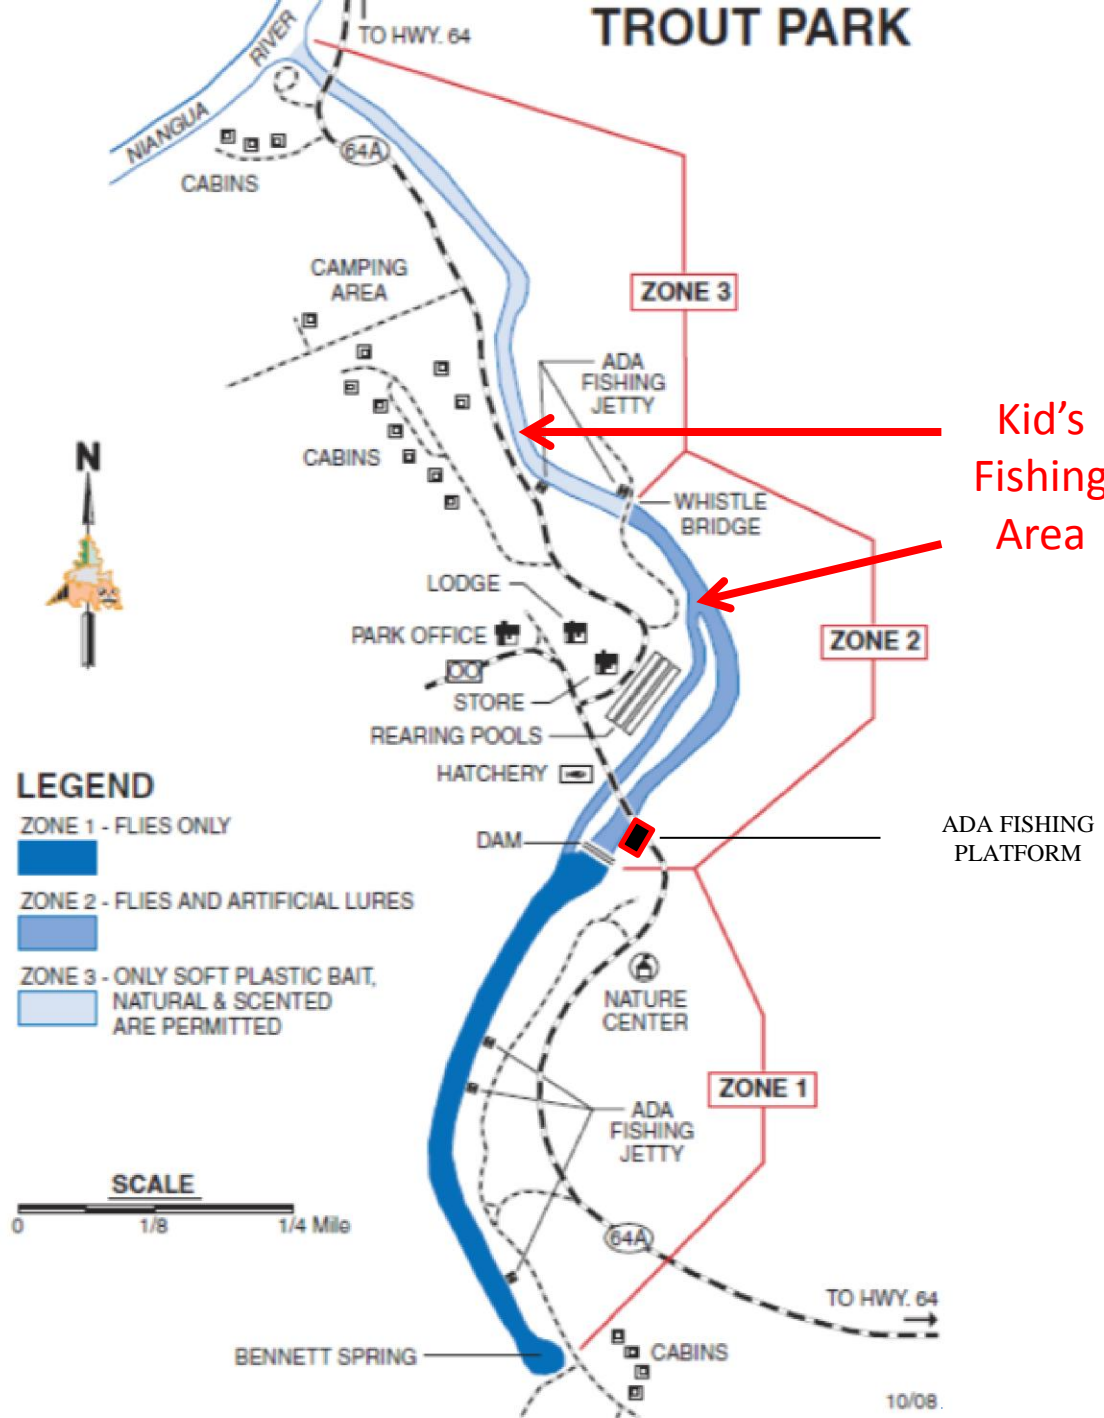 TROUT PARK
TO HWY. 64
RIVER
NIANGUA
64A
CABINS
CAMPING
AREA
ZONE 3
ADA
FISHING
JETTY
Kid's
Fishing
Area
CABINS
N
WHISTLE
BRIDGE
LODGE
PARK OFFICE
ZONE 2
STORE
REARING POOLS
HATCHERY
LEGEND
ZONE 1 - FLIES ONLY
ZONE 2 - FLIES AND ARTIFICIAL LURES
ZONE 3 - ONLY SOFT PLASTIC BAIT,
NATURAL & SCENTED
ARE PERMITTED
DAM
ADA FISHING
PLATFORM
NATURE
CENTER
ZONE 1
ADA
FISHING
JETTY
SCALE
0 1/8 1/4 Mile
64A
TO HWY. 64
BENNETT SPRING
CABINS
10/08